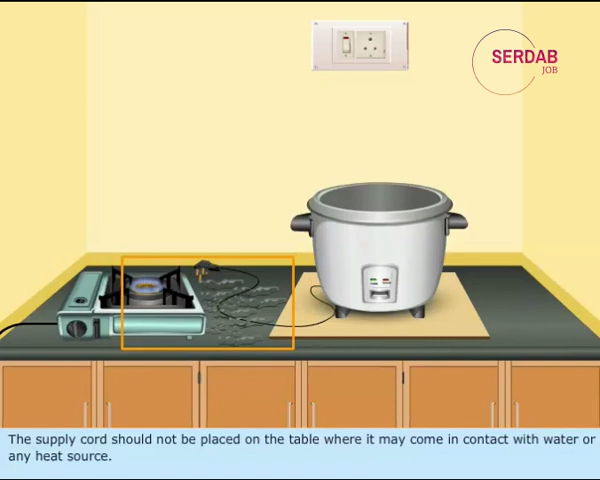 SERDAB
JOB
The supply cord should not be placed on the table where it may come in contact with water or
any heat source.